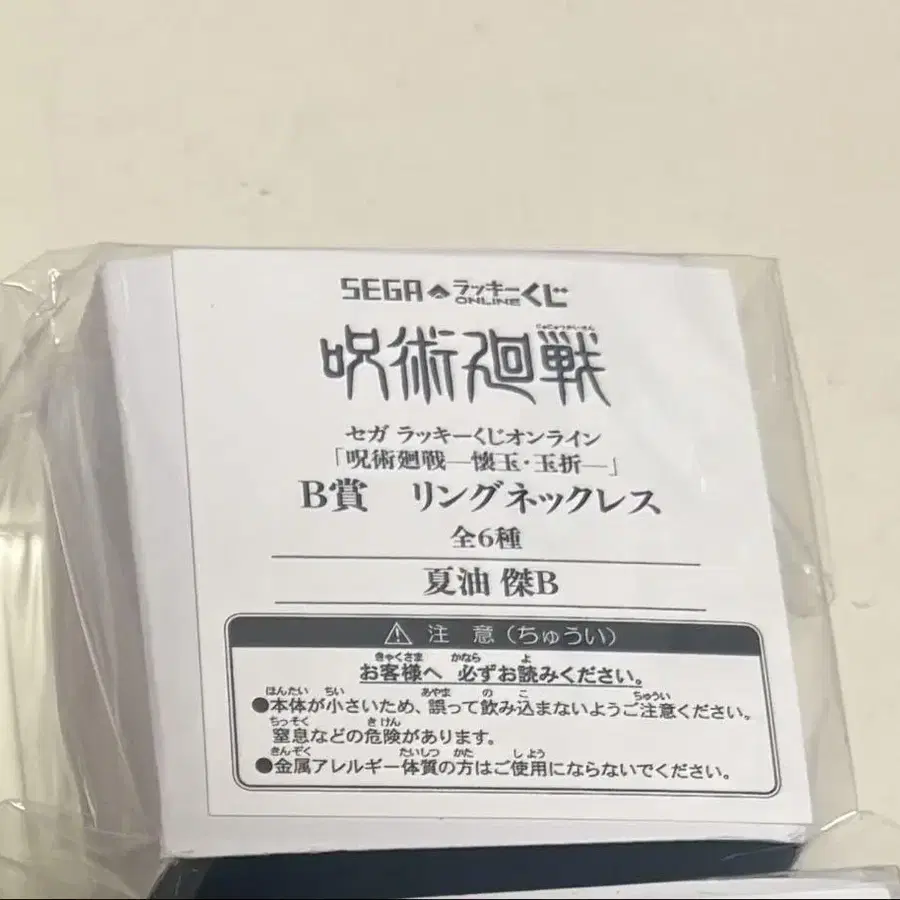 SEGA ラッキーくじ
ONLINE
じゅじゅつかいせん
呪術廻戦
セガ ラッキーくじオンライン
「呪術廻戦―懐玉・玉折―」
B賞 リングネックレス
全6種
夏油 傑B
注 意（ちゅうい）
きゃくさま かなら よ
お客様へ 必ずお読みください。
ほんたい ちい あやま の こ ちゅうい
●本体が小さいため、誤って飲み込まないようご注意ください。
ちっそく きけん
窒息などの危険があります。
きんぞく たいしつ かた しよう
●金属アレルギー体質の方はご使用にならないでください。